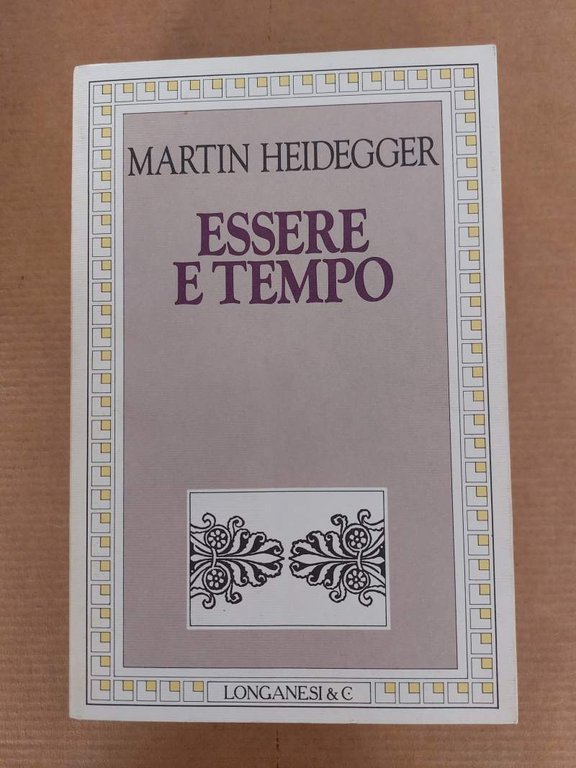 MARTIN HEIDEGGER
ESSERE
E TEMPO
LONGANESI & C.